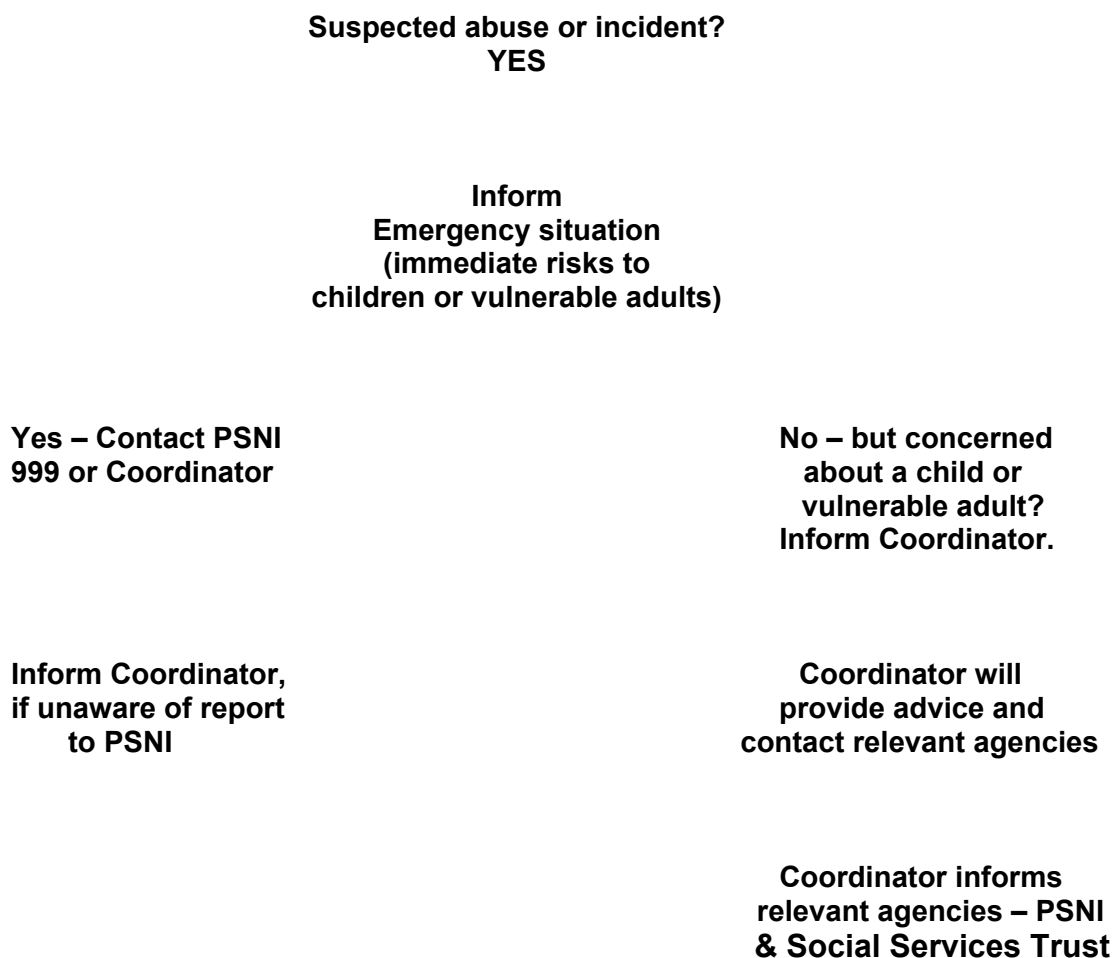 Suspected abuse or incident?
YES
Inform
Emergency situation
(immediate risks to
children or vulnerable adults)
Yes – Contact PSNI
999 or Coordinator
No – but concerned
about a child or
vulnerable adult?
Inform Coordinator.
Inform Coordinator,
if unaware of report
to PSNI
Coordinator will
provide advice and
contact relevant agencies
Coordinator informs
relevant agencies – PSNI
& Social Services Trust